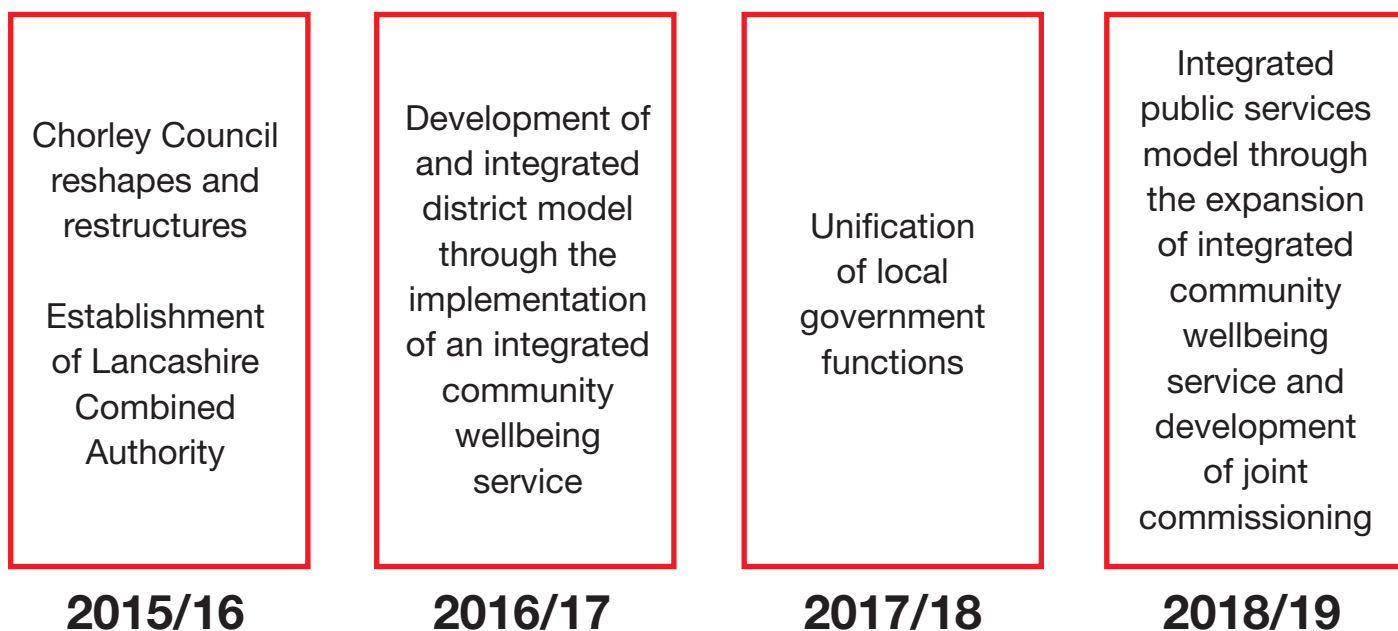 Chorley Council
reshapes and
restructures
Establishment
of Lancashire
Combined
Authority
2015/16
Development of
and integrated
district model
through the
implementation
of an integrated
community
wellbeing
service
2016/17
Unification
of local
government
functions
2017/18
Integrated
public services
model through
the expansion
of integrated
community
wellbeing
service and
development
of joint
commissioning
2018/19